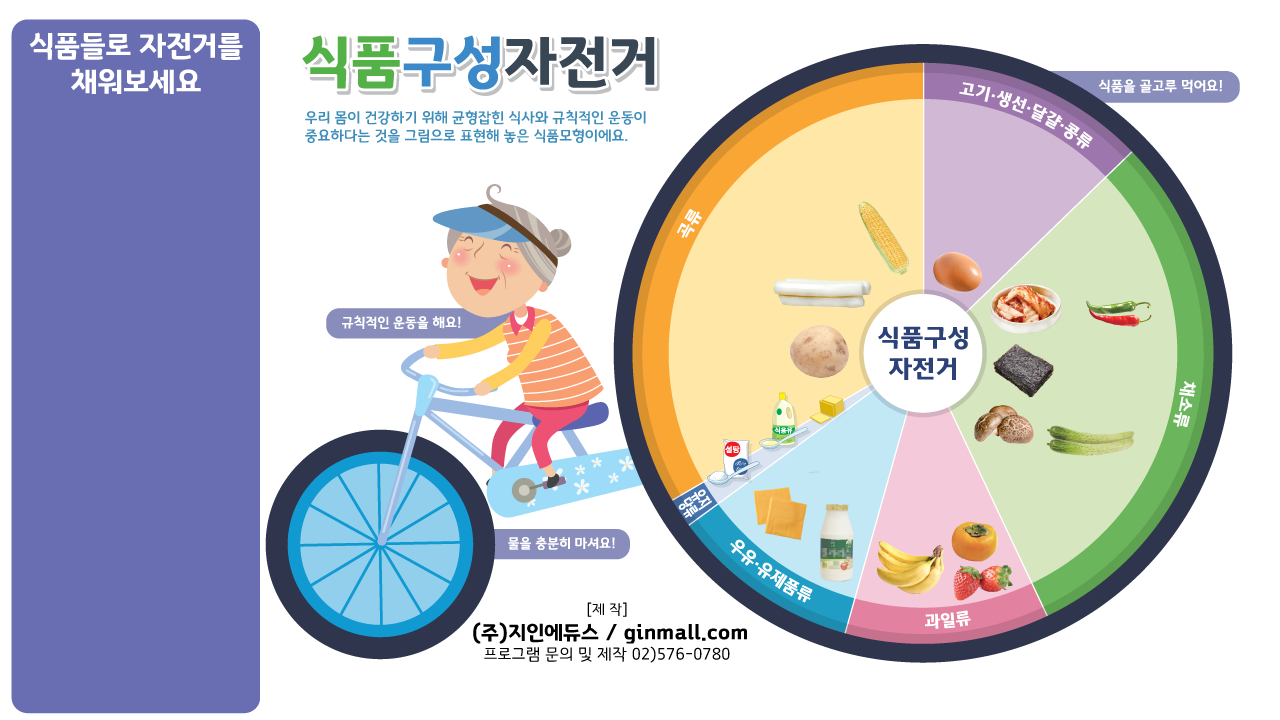 식품들로 자전거를
채워보세요
식품구성자전거
우리 몸이 건강하기 위해 균형잡힌 식사와 규칙적인 운동이
중요하다는 것을 그림으로 표현해 놓은 식품모형이에요.
식품을 골고루 먹어요!
고기·생선·달걀·콩류
곡류
채소류
규칙적인 운동을 해요!
식품구성
자전거
식용유
설탕
유지
당류
우유·유제품류
과일류
물을 충분히 마셔요!
[제 작]
(주)지인에듀스 / ginmall.com
프로그램 문의 및 제작 02)576-0780